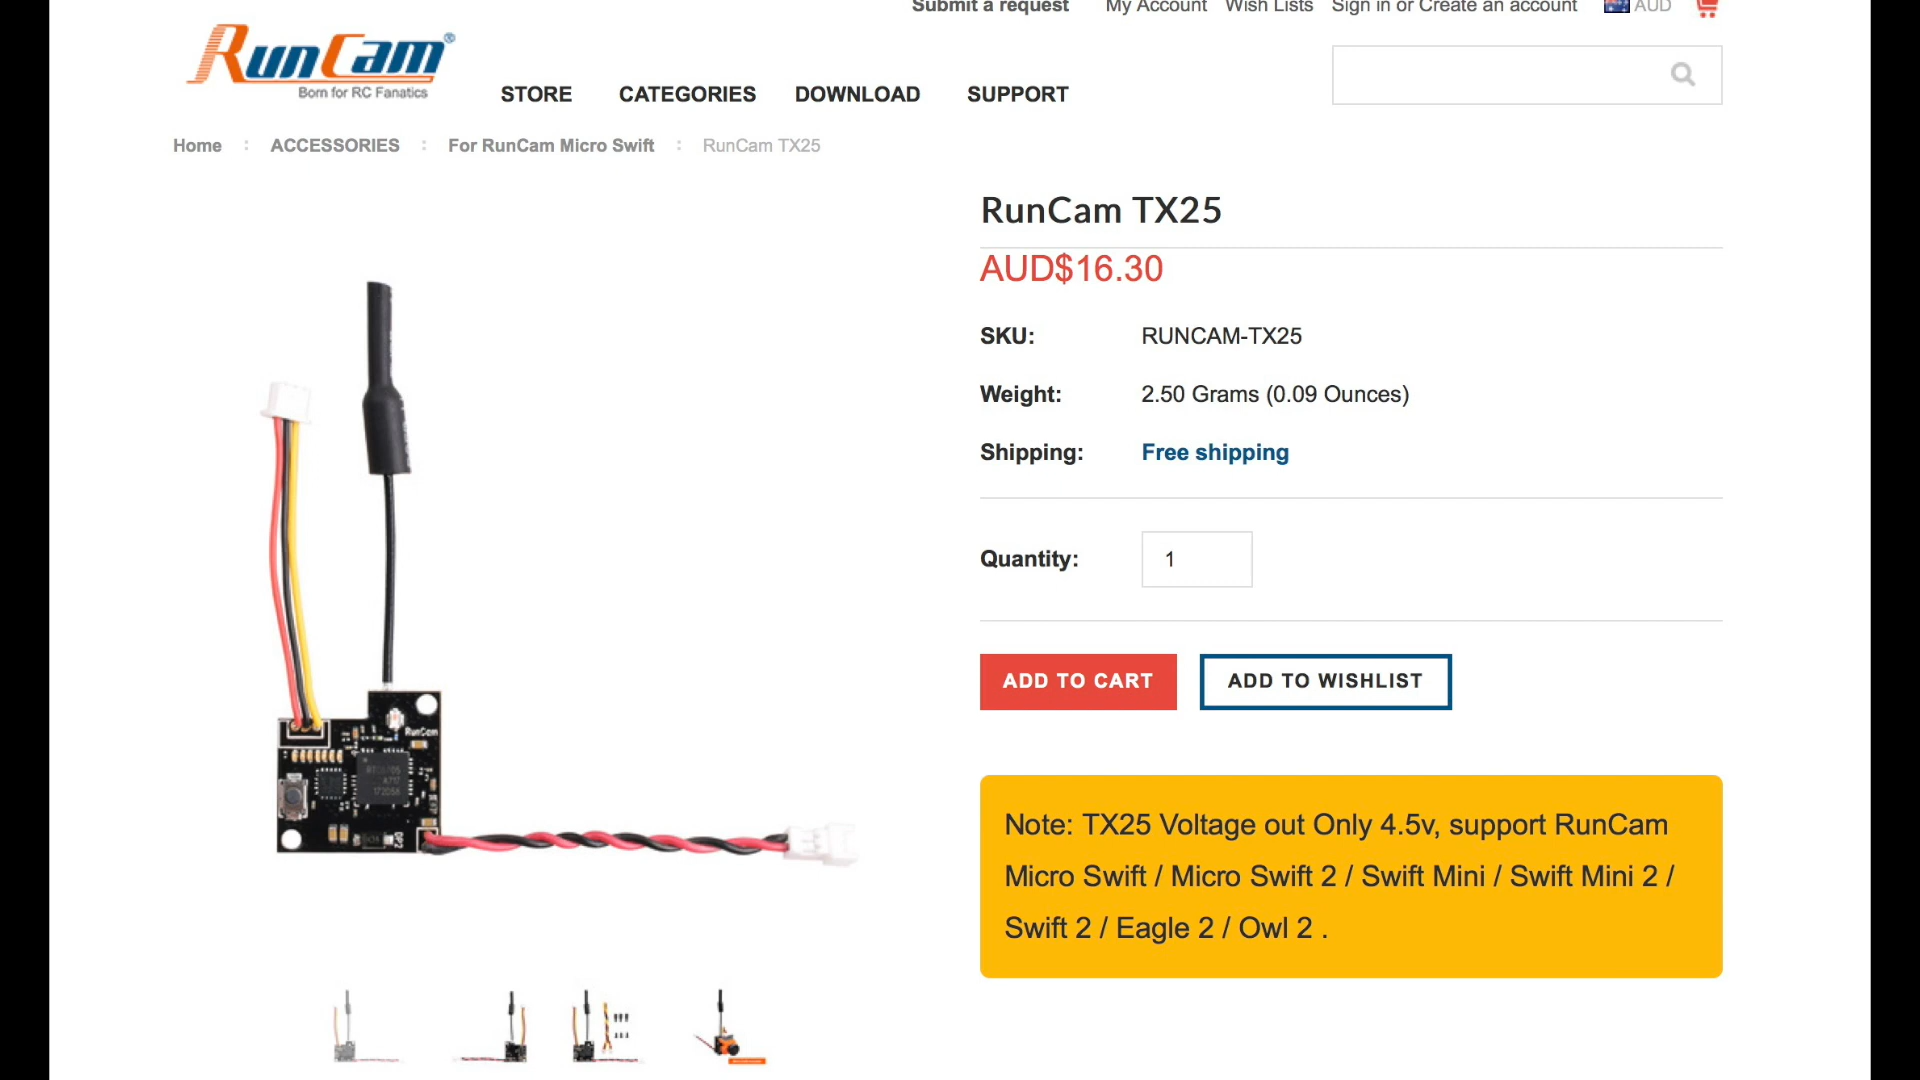 Submit a request My Account Wish Lists Sign in or Create an account AUD
RunCam®
Born for RC Fanatics
STORE CATEGORIES DOWNLOAD SUPPORT
Home : ACCESSORIES : For RunCam Micro Swift : RunCam TX25
RunCam TX25
AUD$16.30
SKU: RUNCAM-TX25
Weight: 2.50 Grams (0.09 Ounces)
Shipping: Free shipping
Quantity: 1
ADD TO CART ADD TO WISHLIST
RunCam
A717
DP2
Note: TX25 Voltage out Only 4.5v, support RunCam
Micro Swift / Micro Swift 2 / Swift Mini / Swift Mini 2 /
Swift 2 / Eagle 2 / Owl 2 .